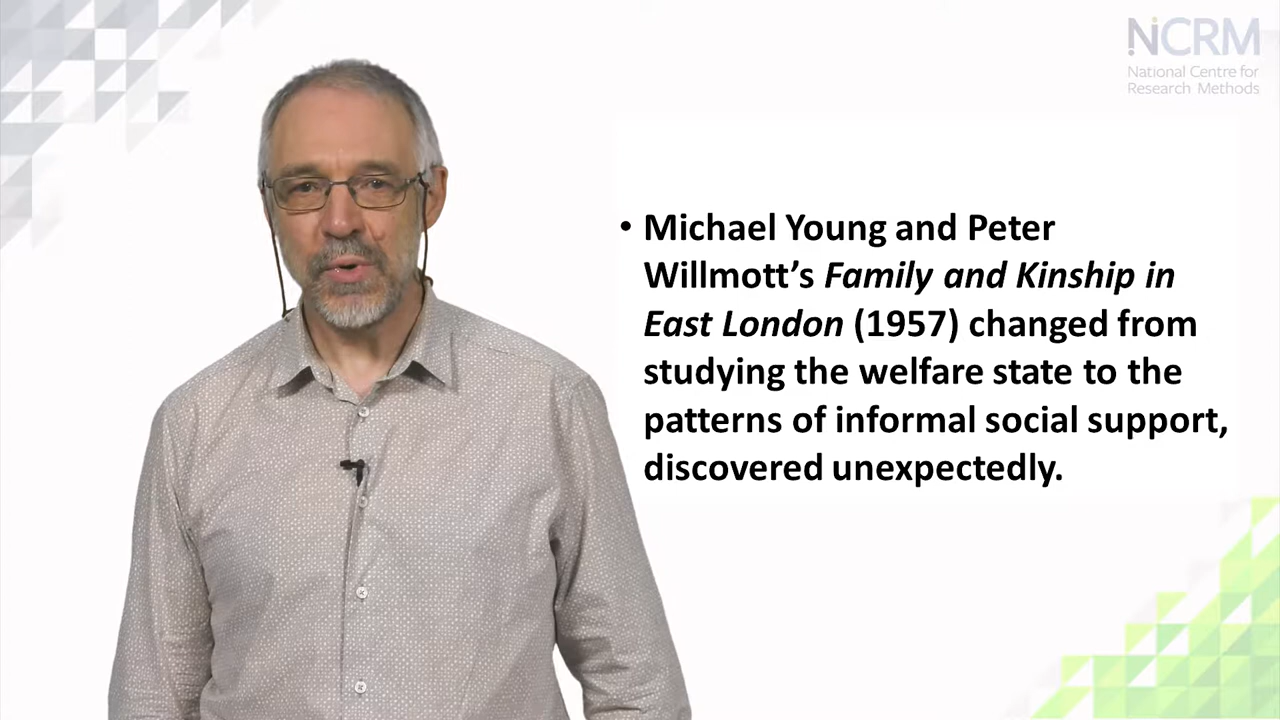 NCRM
National Centre for
Research Methods
• Michael Young and Peter
Willmott’s Family and Kinship in
East London (1957) changed from
studying the welfare state to the
patterns of informal social support,
discovered unexpectedly.